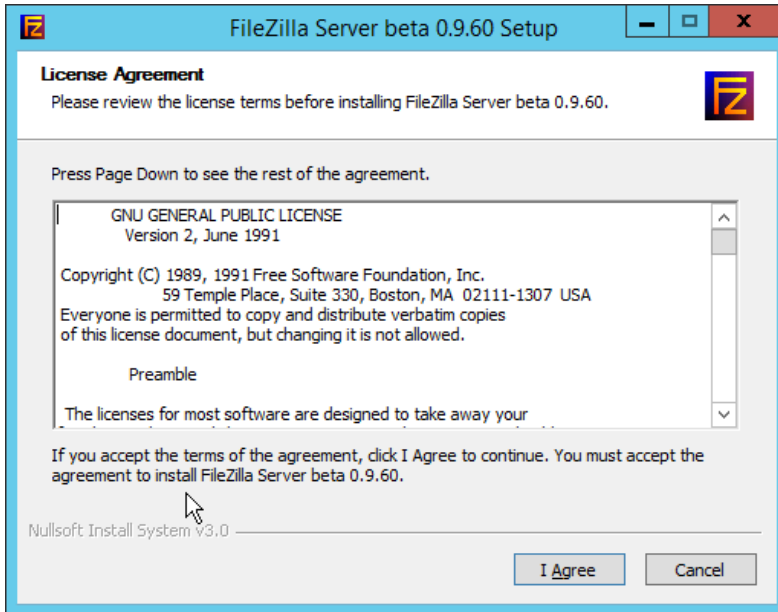 FileZilla Server beta 0.9.60 Setup
License Agreement
Please review the license terms before installing FileZilla Server beta 0.9.60.
Press Page Down to see the rest of the agreement.
GNU GENERAL PUBLIC LICENSE
Version 2, June 1991
Copyright (C) 1989, 1991 Free Software Foundation, Inc.
59 Temple Place, Suite 330, Boston, MA  02111-1307  USA
Everyone is permitted to copy and distribute verbatim copies
of this license document, but changing it is not allowed.
Preamble
The licenses for most software are designed to take away your
If you accept the terms of the agreement, click I Agree to continue. You must accept the
agreement to install FileZilla Server beta 0.9.60.
Nullsoft Install System v3.0
I Agree
Cancel